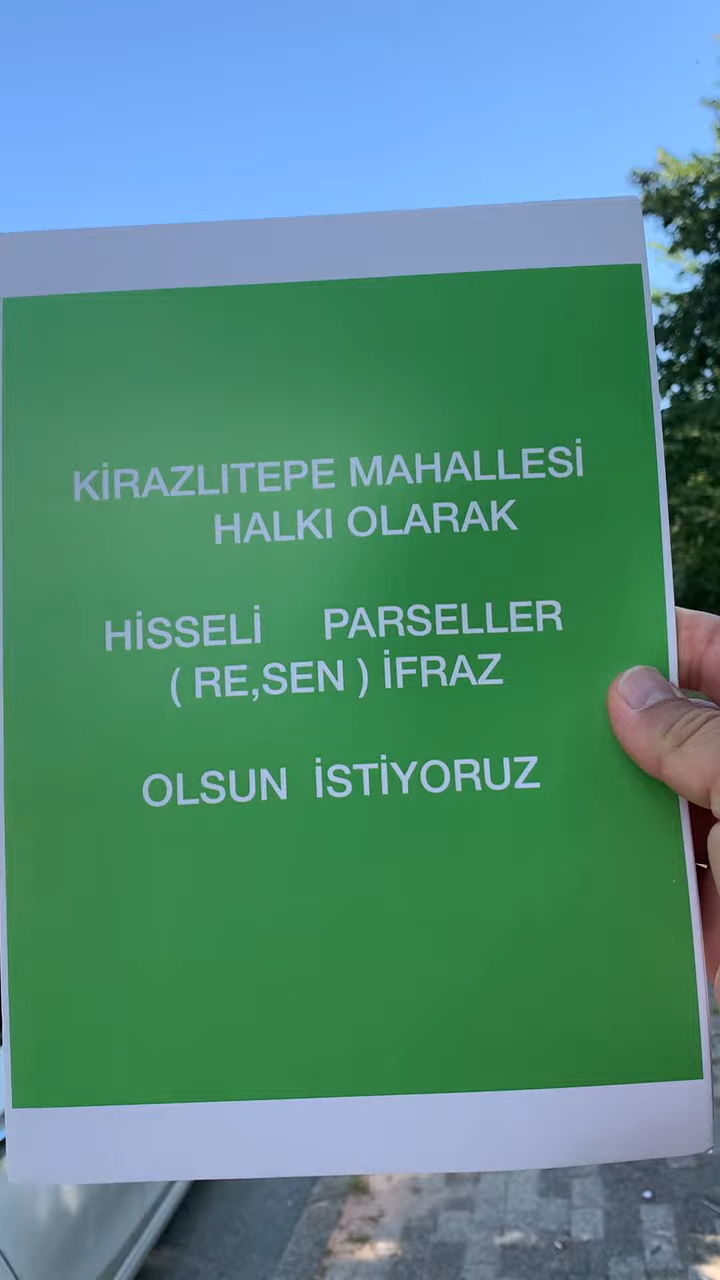 KİRAZLITEPE MAHALLESİ
HALKI OLARAK
HİSSELİ PARSELLER
( RE,SEN ) İFRAZ
OLSUN İSTİYORUZ